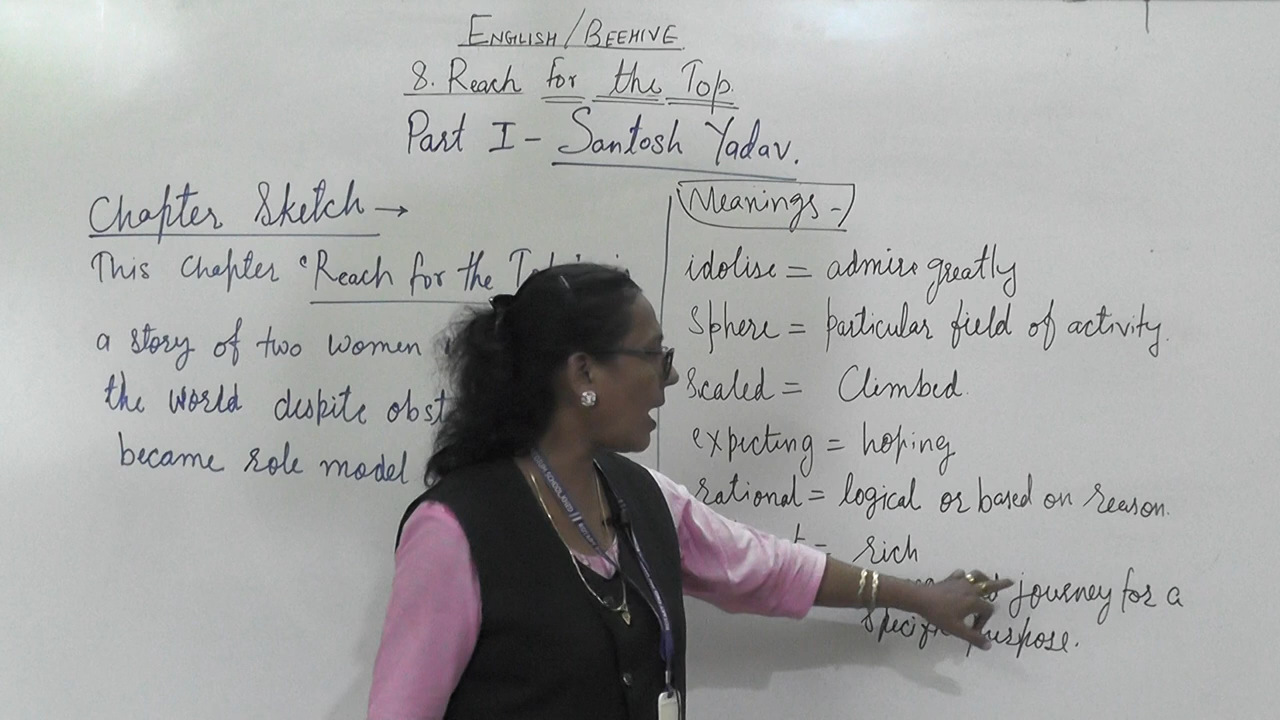 ENGLISH/BEEHIVE
8. Reach for the Top.
Part I - Santosh Yadav.
Chapter Sketch →
This Chapter 'Reach for the
a story of two women
the world despite
became role model
Meanings -
idolise = admire greatly
Sphere = particular field of activity.
Scaled = Climbed.
expecting = hoping
rational = logical or based on reason.
= rich
journey for a
purpose.